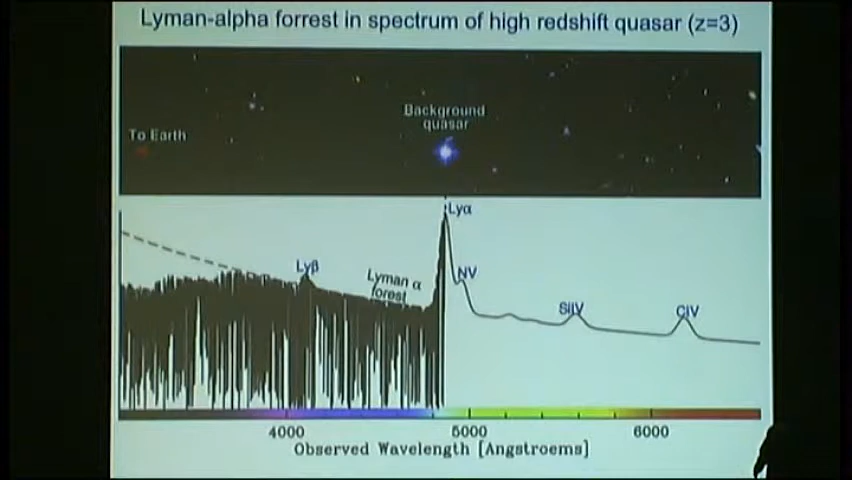 Lyman-alpha forrest in spectrum of high redshift quasar (z=3)
Background
quasar
To Earth
Lyα
Lyβ
Lyman α
forest
NV
SiIV
CIV
4000
5000
6000
Observed Wavelength [Angstroems]